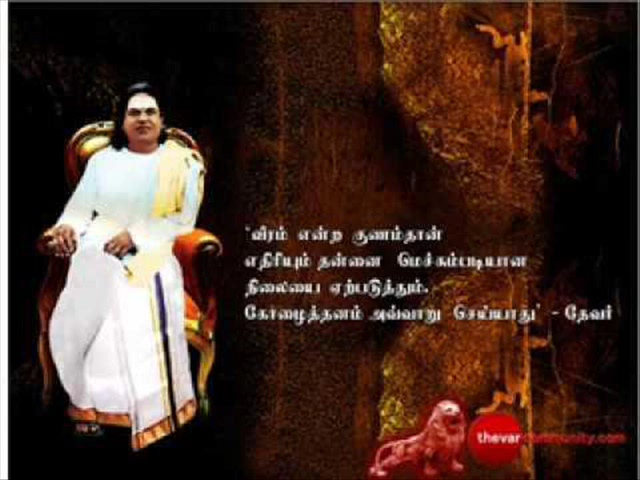 'வீரம் என்ற குணம்தான்
எதிரியும் தன்னை மெச்சும்படியான
நிலையை ஏற்படுத்தும்.
கோழைத்தனம் அவ்வாறு செய்யாது' - தேவர்
thevarcommunity.com